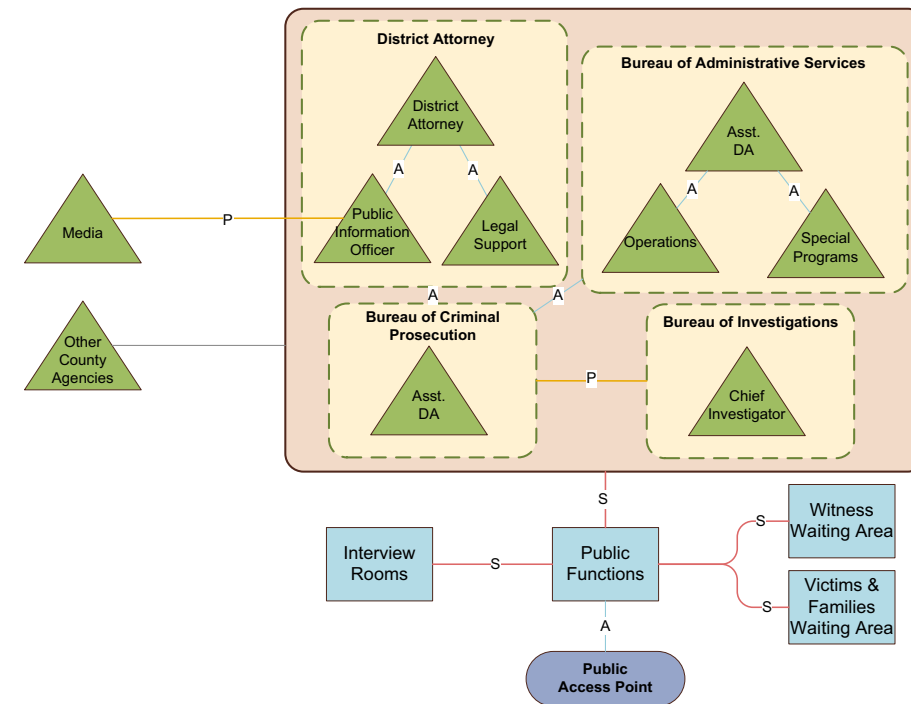 District Attorney
District
Attorney
A
A
Public
Information
Officer
Legal
Support
Bureau of Administrative Services
Asst.
DA
A
A
Operations
Special
Programs
Media
P
Other
County
Agencies
A
A
Bureau of Criminal
Prosecution
Asst.
DA
P
Bureau of Investigations
Chief
Investigator
S
Interview
Rooms
S
Public
Functions
S
Witness
Waiting Area
S
Victims &
Families
Waiting Area
A
Public
Access Point